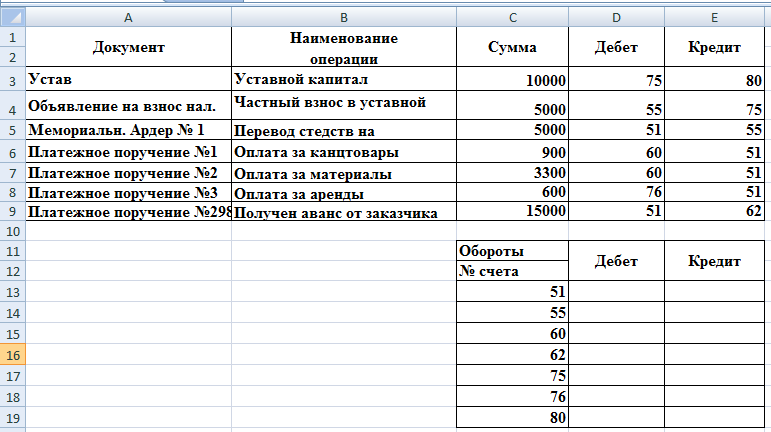 A B C D E
1 Документ Наименование Сумма Дебет Кредит
2 операции
3 Устав Уставной капитал 10000 75 80
4 Объявление на взнос нал. Частный взнос в уставной 5000 55 75
5 Мемориальн. Ардер № 1 Перевод стедств на 5000 51 55
6 Платежное поручение №1 Оплата за канцтовары 900 60 51
7 Платежное поручение №2 Оплата за материалы 3300 60 51
8 Платежное поручение №3 Оплата за аренды 600 76 51
9 Платежное поручение №298 Получен аванс от заказчика 15000 51 62
10
11 Обороты Дебет Кредит
12 № счета
13 51
14 55
15 60
16 62
17 75
18 76
19 80